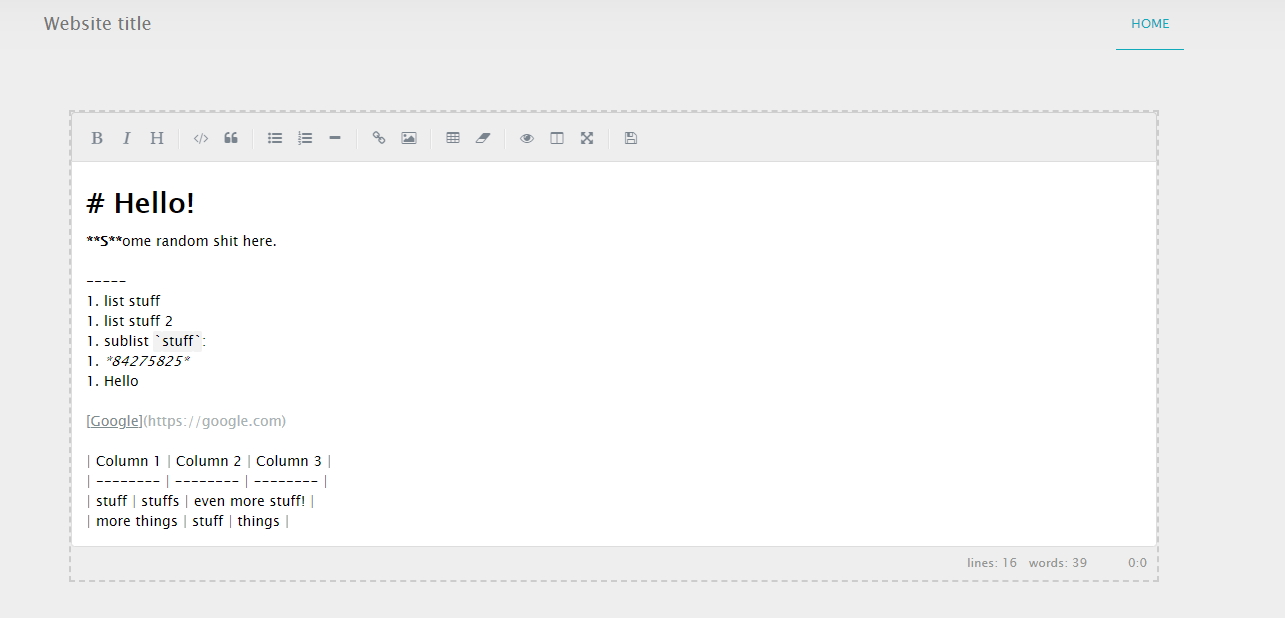 Website title
HOME
B I H
# Hello!
**S**ome random shit here.
-----
1. list stuff
1. list stuff 2
1. sublist `stuff`:
1. *84275825*
1. Hello
[Google](https://google.com)
| Column 1 | Column 2 | Column 3 |
| -------- | -------- | -------- |
| stuff | stuffs | even more stuff! |
| more things | stuff | things |
lines: 16 words: 39 0:0